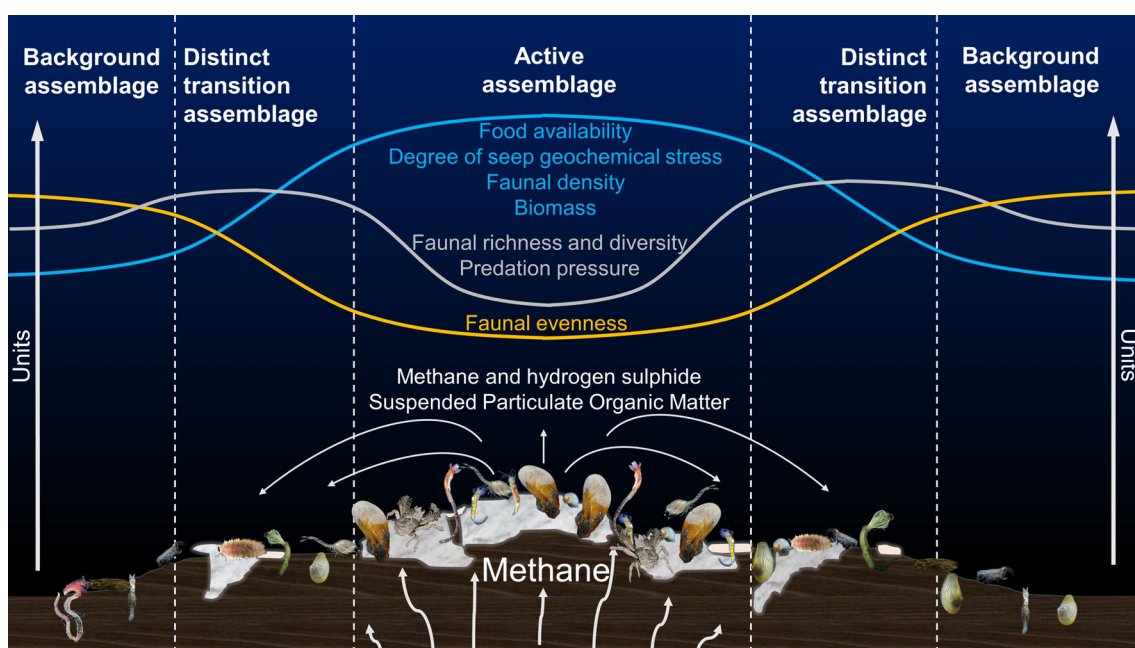 Background
assemblage
Distinct
transition
assemblage
Active
assemblage
Distinct
transition
assemblage
Background
assemblage
Food availability
Degree of seep geochemical stress
Faunal density
Biomass
Faunal richness and diversity
Predation pressure
Faunal evenness
Units
Units
Methane and hydrogen sulphide
Suspended Particulate Organic Matter
Methane